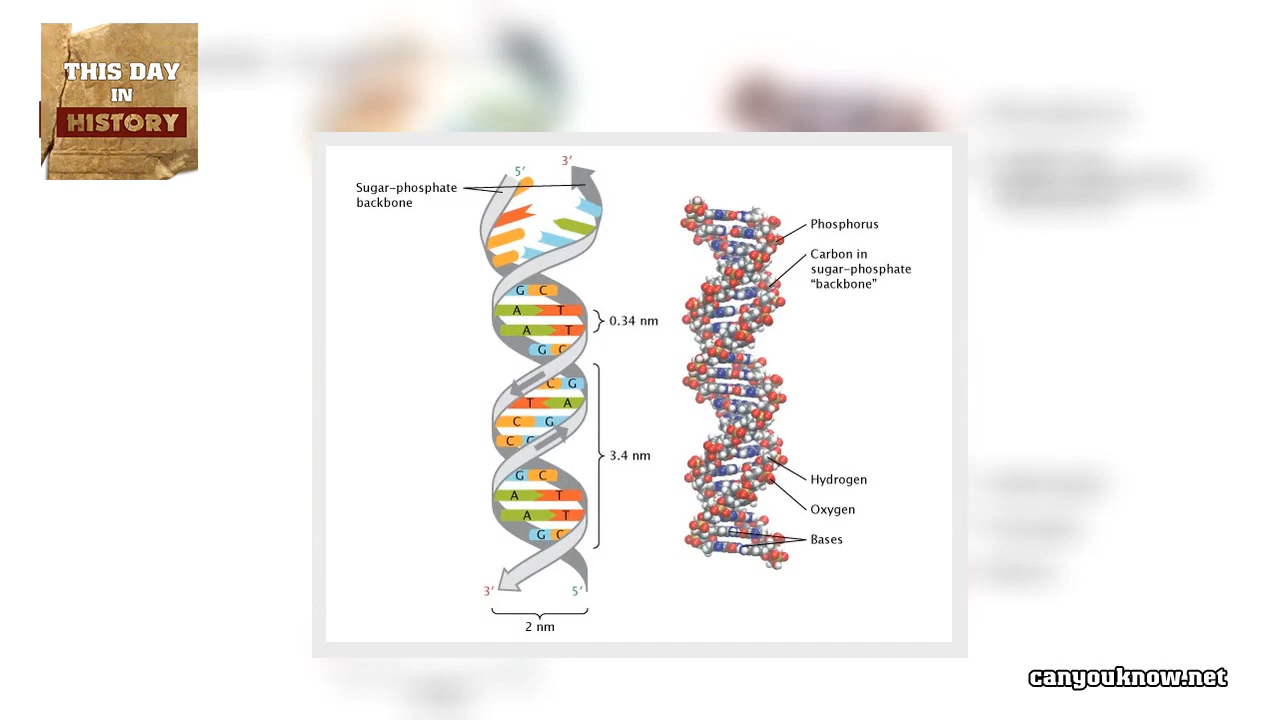 THIS DAY
IN
HISTORY
5′
3′
Sugar-phosphate
backbone
G C
A T
0.34 nm
A T
G C
C G
T A
C G
C G
3.4 nm
G C
A T
A T
G C
3′
5′
2 nm
Phosphorus
Carbon in
sugar-phosphate
“backbone”
Hydrogen
Oxygen
Bases
canyouknow.net